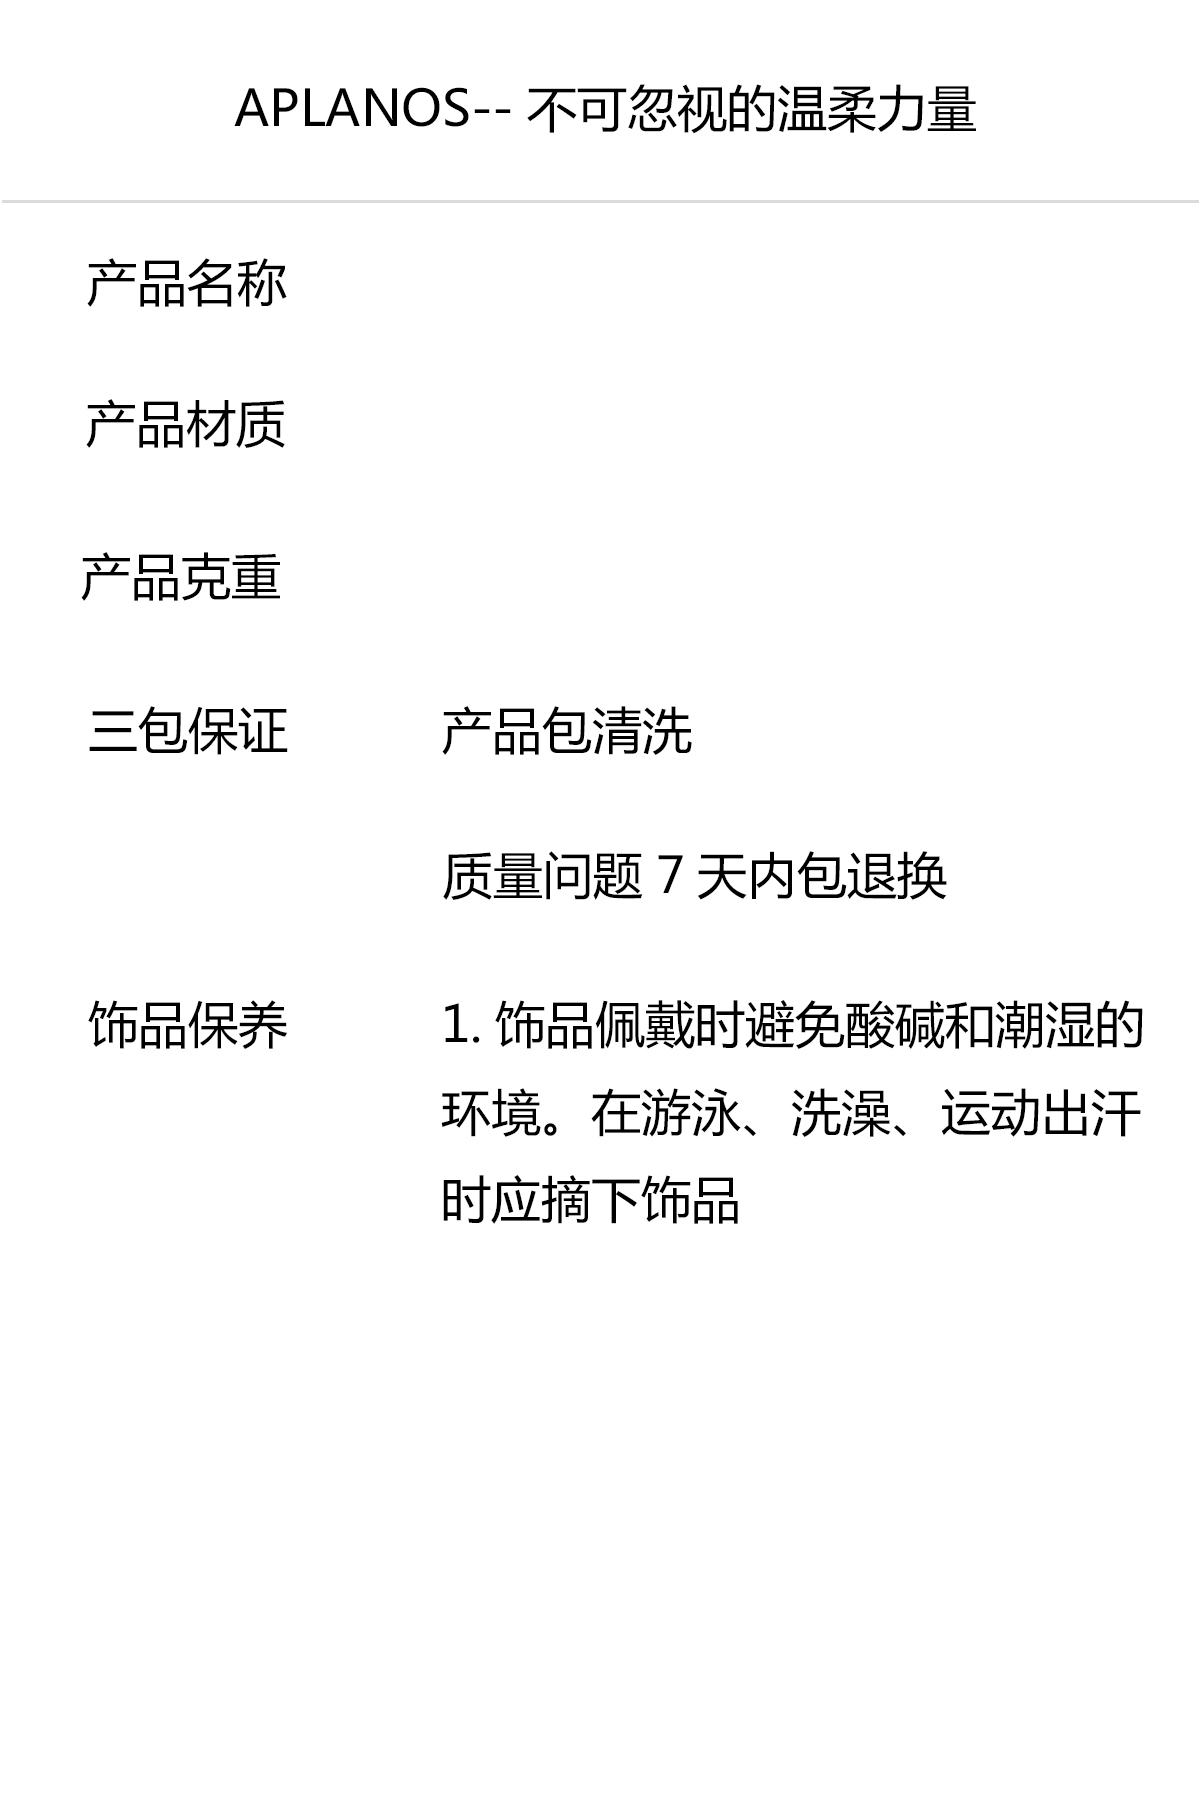 APLANOS-- 不可忽视的温柔力量
产品名称
产品材质
产品克重
三包保证 产品包清洗
质量问题 7 天内包退换
饰品保养 1. 饰品佩戴时避免酸碱和潮湿的
环境。在游泳、洗澡、运动出汗
时应摘下饰品